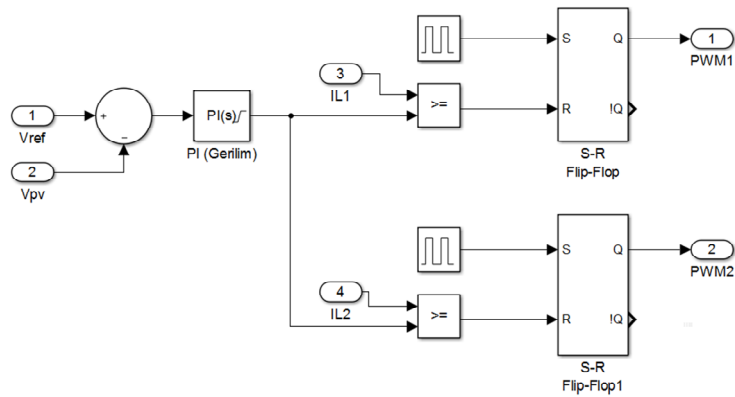 1
Vref
2
Vpv
+
−
PI(s)
PI (Gerilim)
3
IL1
>=
S
R
Q
!Q
S-R
Flip-Flop
1
PWM1
4
IL2
>=
S
R
Q
!Q
S-R
Flip-Flop1
2
PWM2